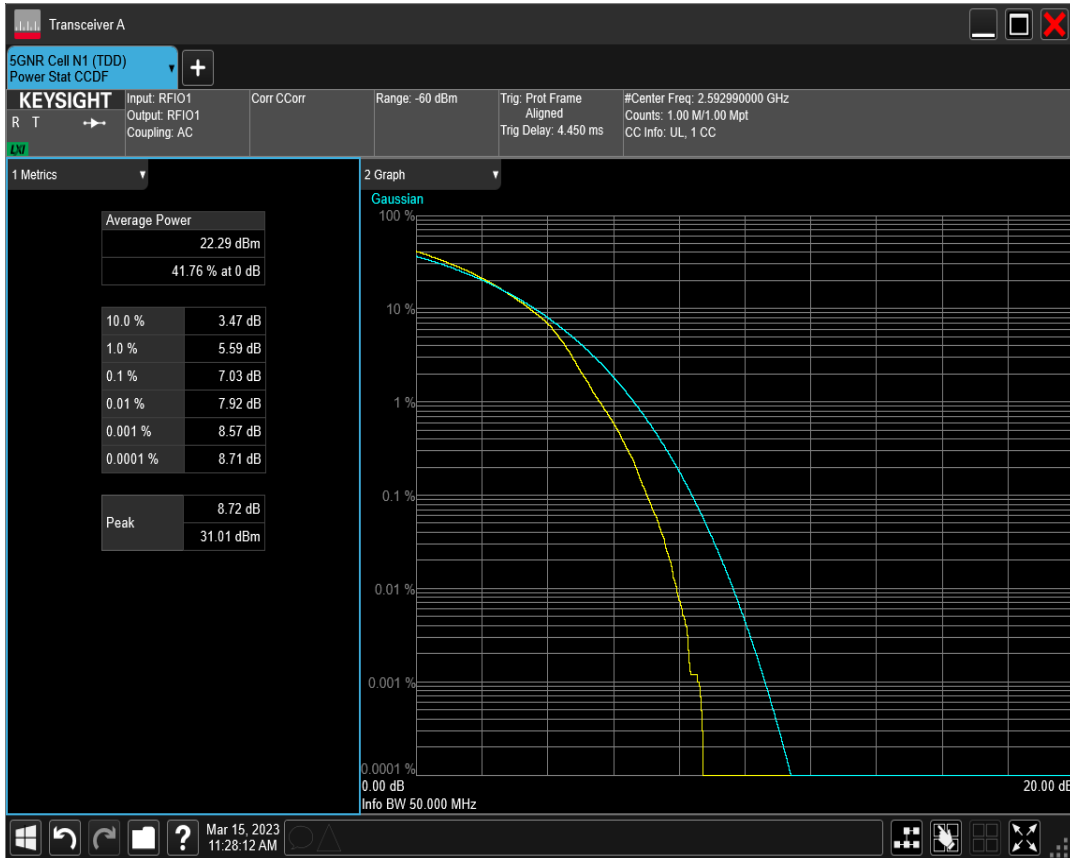 Transceiver A
5GNR Cell N1 (TDD)
Power Stat CCDF
KEYSIGHT
R T
LXI
Input: RFIO1
Output: RFIO1
Coupling: AC
Corr CCorr
Range: -60 dBm
Trig: Prot Frame
Aligned
Trig Delay: 4.450 ms
#Center Freq: 2.592990000 GHz
Counts: 1.00 M/1.00 Mpt
CC Info: UL, 1 CC
1 Metrics
Average Power
22.29 dBm
41.76 % at 0 dB
10.0 % 3.47 dB
1.0 % 5.59 dB
0.1 % 7.03 dB
0.01 % 7.92 dB
0.001 % 8.57 dB
0.0001 % 8.71 dB
Peak
8.72 dB
31.01 dBm
2 Graph
Gaussian
100 %
10 %
1 %
0.1 %
0.01 %
0.001 %
0.0001 %
0.00 dB
20.00 dB
Info BW 50.000 MHz
?
Mar 15, 2023
11:28:12 AM